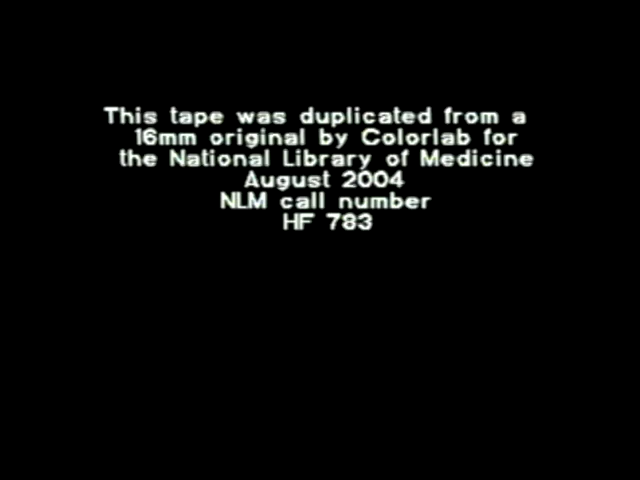 This tape was duplicated from a
16mm original by Colorlab for
the National Library of Medicine
August 2004
NLM call number
HF 783